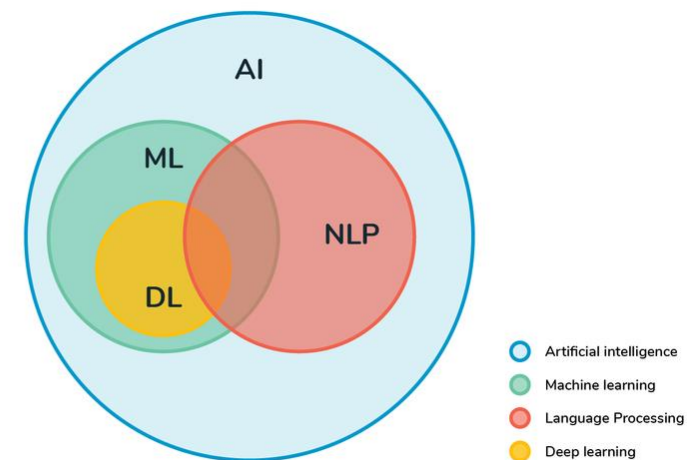 AI
ML
NLP
DL
Artificial intelligence
Machine learning
Language Processing
Deep learning